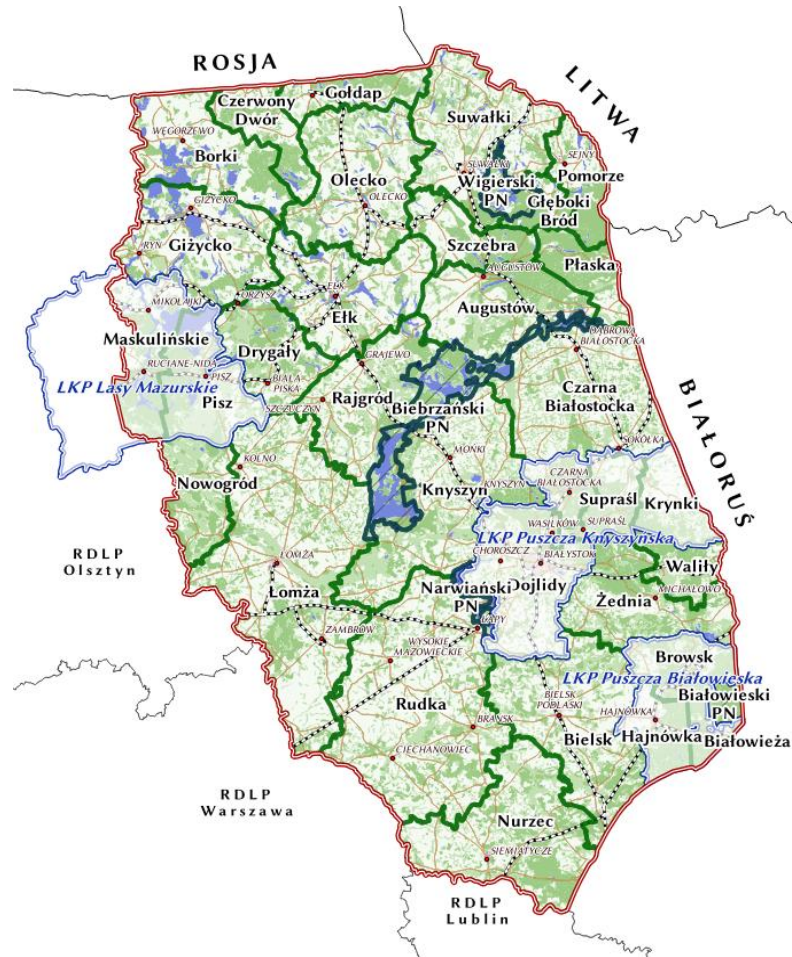 ROSJA
LITWA
BIAŁORUŚ
Czerwony
Dwór
Gołdap
Suwałki
WĘGORZEWO
Borki
SUWAŁKI
SEJNY
Pomorze
Wigierski
PN
Olecko
OLECKO
Głęboki
Bród
GIŻYCKO
Giżycko
Szczebra
Płaska
RYN
AUGUSTÓW
Augustów
EŁK
Ełk
ORZYSZ
MIKOŁAJKI
Maskulińskie
DĄBROWA
BIAŁOSTOCKA
Drygały
GRAJEWO
RUCIANE-NIDA
PISZ
BIAŁA
PISKA
LKP Lasy Mazurskie
Pisz
Rajgród
SZCZUCZYN
Biebrzański
PN
Czarna
Białostocka
SOKÓŁKA
KOLNO
MOŃKI
Nowogród
Knyszyn
KNYSZYN
CZARNA
BIAŁOSTOCKA
Supraśl
Krynki
WASILKÓW
SUPRAŚL
LKP Puszcza Knyszyńska
RDLP
Olsztyn
ŁOMŻA
Łomża
CHOROSZCZ
BIAŁYSTOK
Waliły
Narwiański
PN
Dojlidy
MICHAŁOWO
Żednia
ŁAPY
ZAMBRÓW
WYSOKIE
MAZOWIECKIE
Browsk
LKP Puszcza Białowieska
Białowieski
PN
Rudka
BIELSK
PODLASKI
HAJNÓWKA
BRAŃSK
Bielsk
Hajnówka
Białowieża
CIECHANOWIEC
RDLP
Warszawa
Nurzec
SIEMIATYCZE
RDLP
Lublin